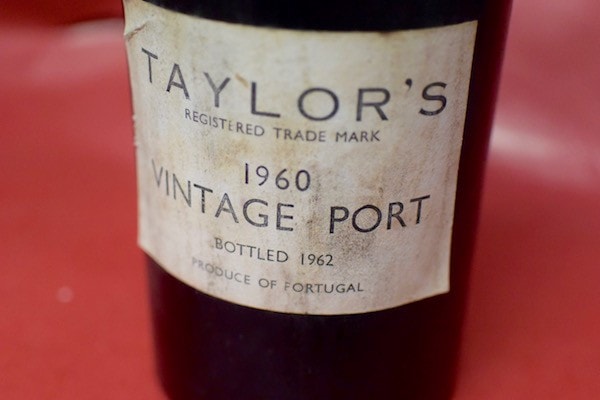 TAYLOR'S
REGISTERED TRADE MARK
1960
VINTAGE PORT
BOTTLED 1962
PRODUCE OF PORTUGAL